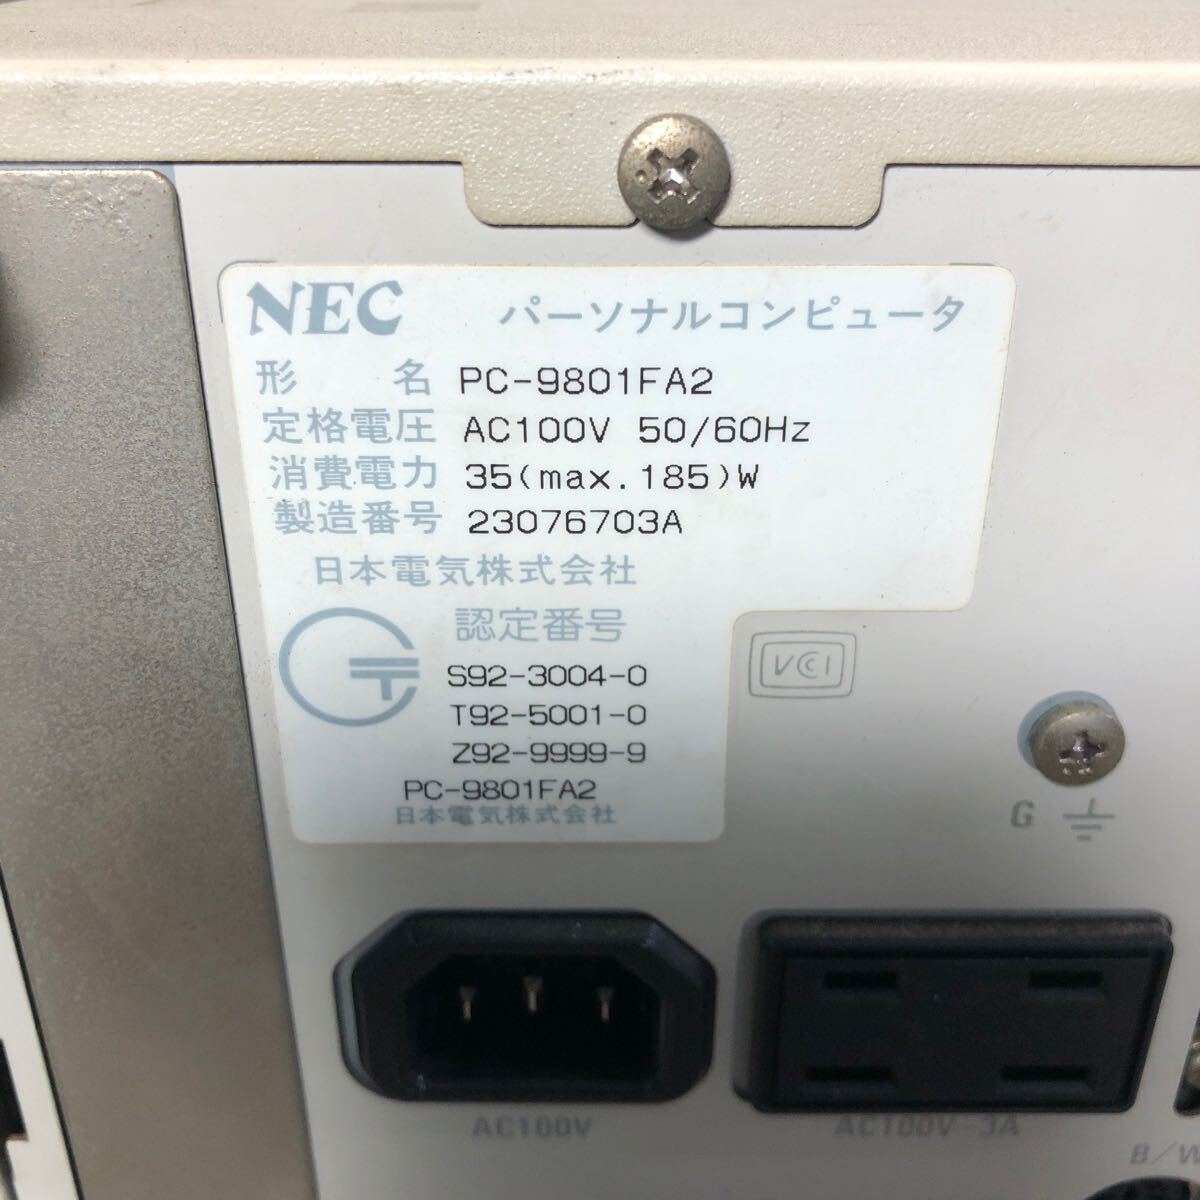 NEC パーソナルコンピュータ
形 名 PC-9801FA2
定格電圧 AC100V 50/60Hz
消費電力 35(max.185)W
製造番号 23076703A
日本電気株式会社
認定番号
S92-3004-0
T92-5001-0
Z92-9999-9
PC-9801FA2
日本電気株式会社
VCCI
G
AC100V
AC100V-3A
B/W